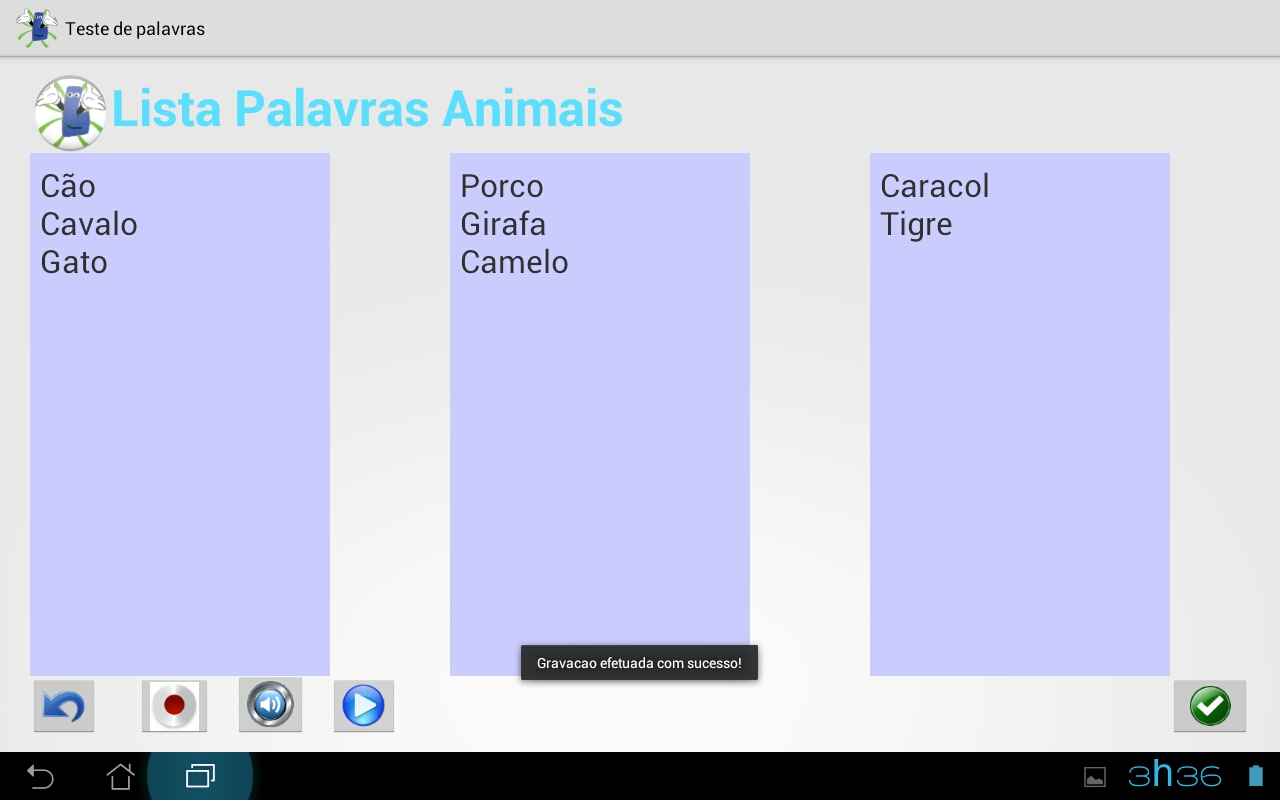 Teste de palavras
Lista Palavras Animais
Cão
Cavalo
Gato
Porco
Girafa
Camelo
Caracol
Tigre
Gravacao efetuada com sucesso!
3h36